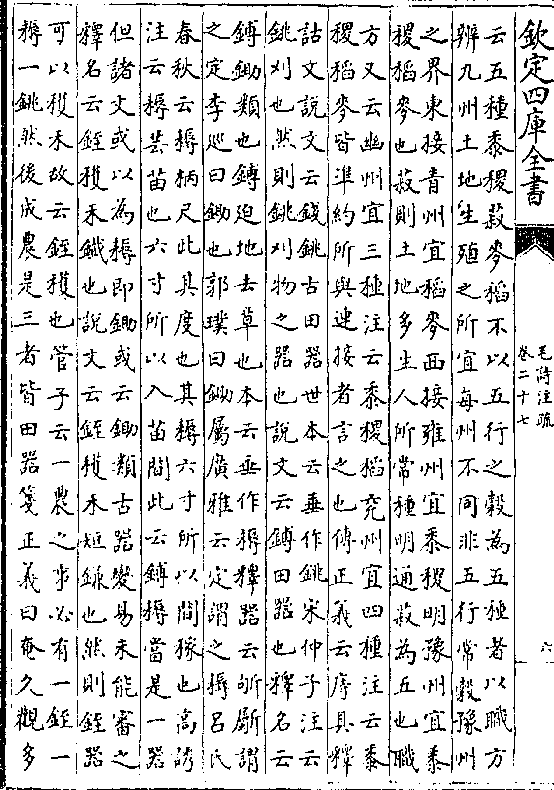 欽定四庫全書
毛詩注疏
卷二十七
六
云五種黍稷菽麥稻不以五行之穀為五種者以職方
辨九州土地生殖之所宜每州不同非五行常穀豫州
之界東接青州宜稻麥西接雍州宜黍稷明豫州宜黍
稷稻麥也菽則土地多生人所常種明通菽為五也職
方又云幽州宜三種注云黍稷稻兖州宜四種注云黍
稷稻麥皆準約所與連接者言之也傳正義云庤具釋
詁文說文云錢銚古田器世本云垂作銚宋仲子注云
銚刈也然則銚刈物之器也說文云鎛田器也釋名云
鎛鋤類也鎛迫地去草也本云垂作耨釋器云斪斸謂
之定李廵曰鋤也郭璞曰鋤屬廣雅云定謂之耨吕氏
春秋云耨柄尺此其度也其耨六寸所以間稼也高誘
注云耨芸苗也六寸所以入苗間此云鎛耨當是一器
但諸文或以為耨即鋤或云鋤類古器變易未能審之
釋名云銍穫禾鐵也說文云銍穫禾短鎌也然則銍器
可以穫禾故云銍穫也管子云一農之事必有一銍一
耨一銚然後成農是三者皆田器箋正義曰奄久觀多